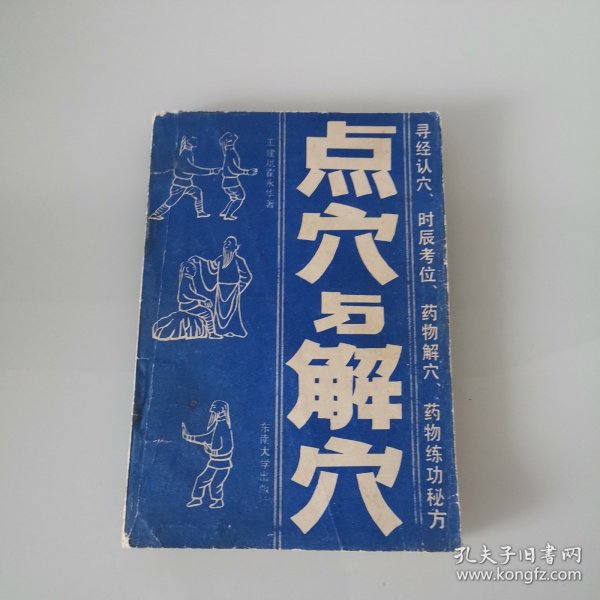 寻经认穴、时辰考位、药物解穴、药物练功秘方
点穴与解穴
王建斌 崔永华 著
东南大学出版社
孔夫子旧书网
www.kongfz.com